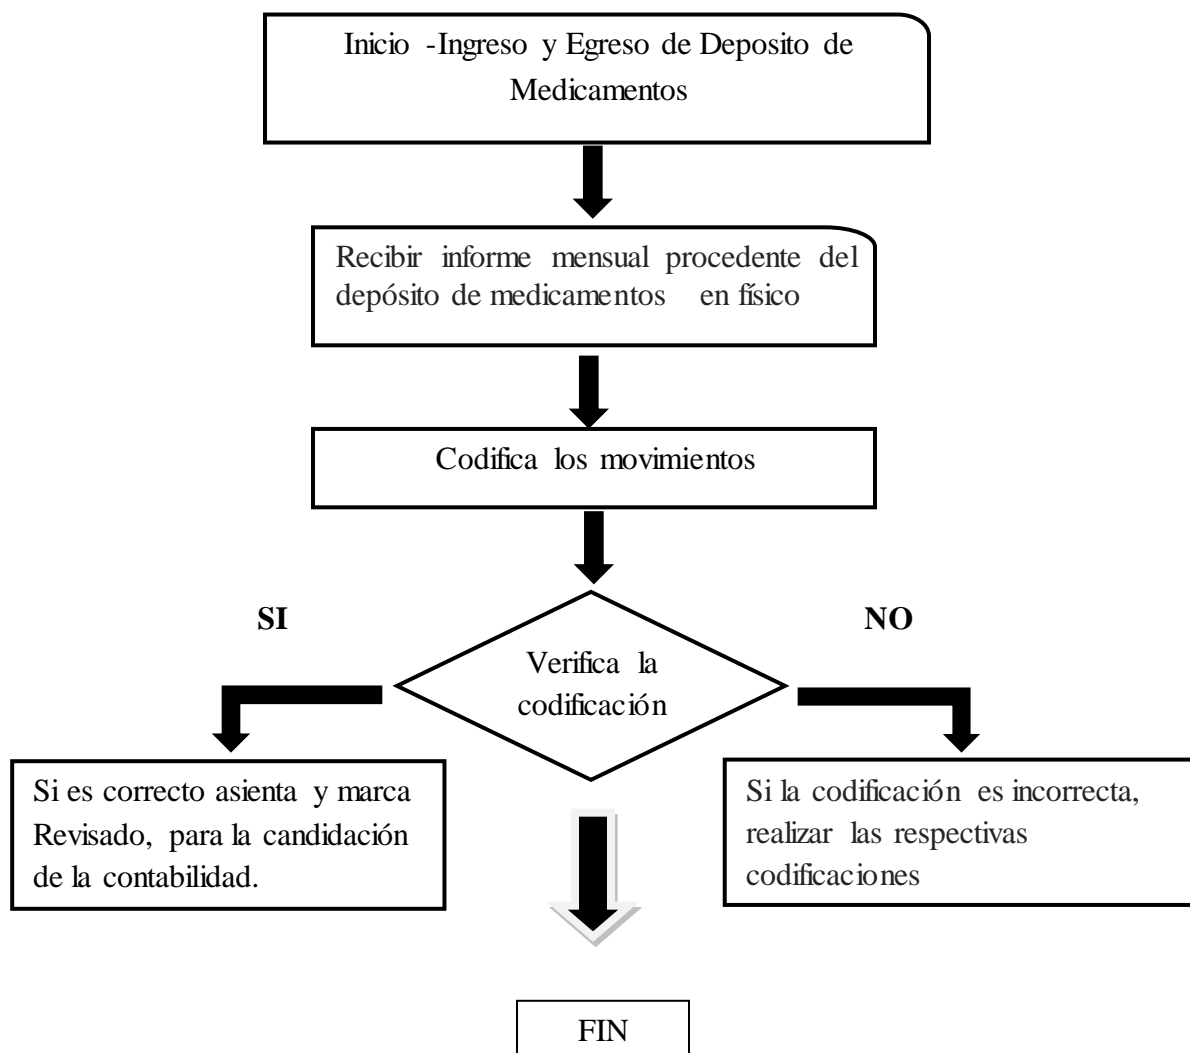 Inicio -Ingreso y Egreso de Deposito de
Medicamentos
Recibir informe mensual procedente del
depósito de medicamentos en físico
Codifica los movimientos
SI
NO
Verifica la
codificación
Si es correcto asienta y marca
Revisado, para la candidación
de la contabilidad.
Si la codificación es incorrecta,
realizar las respectivas
codificaciones
FIN